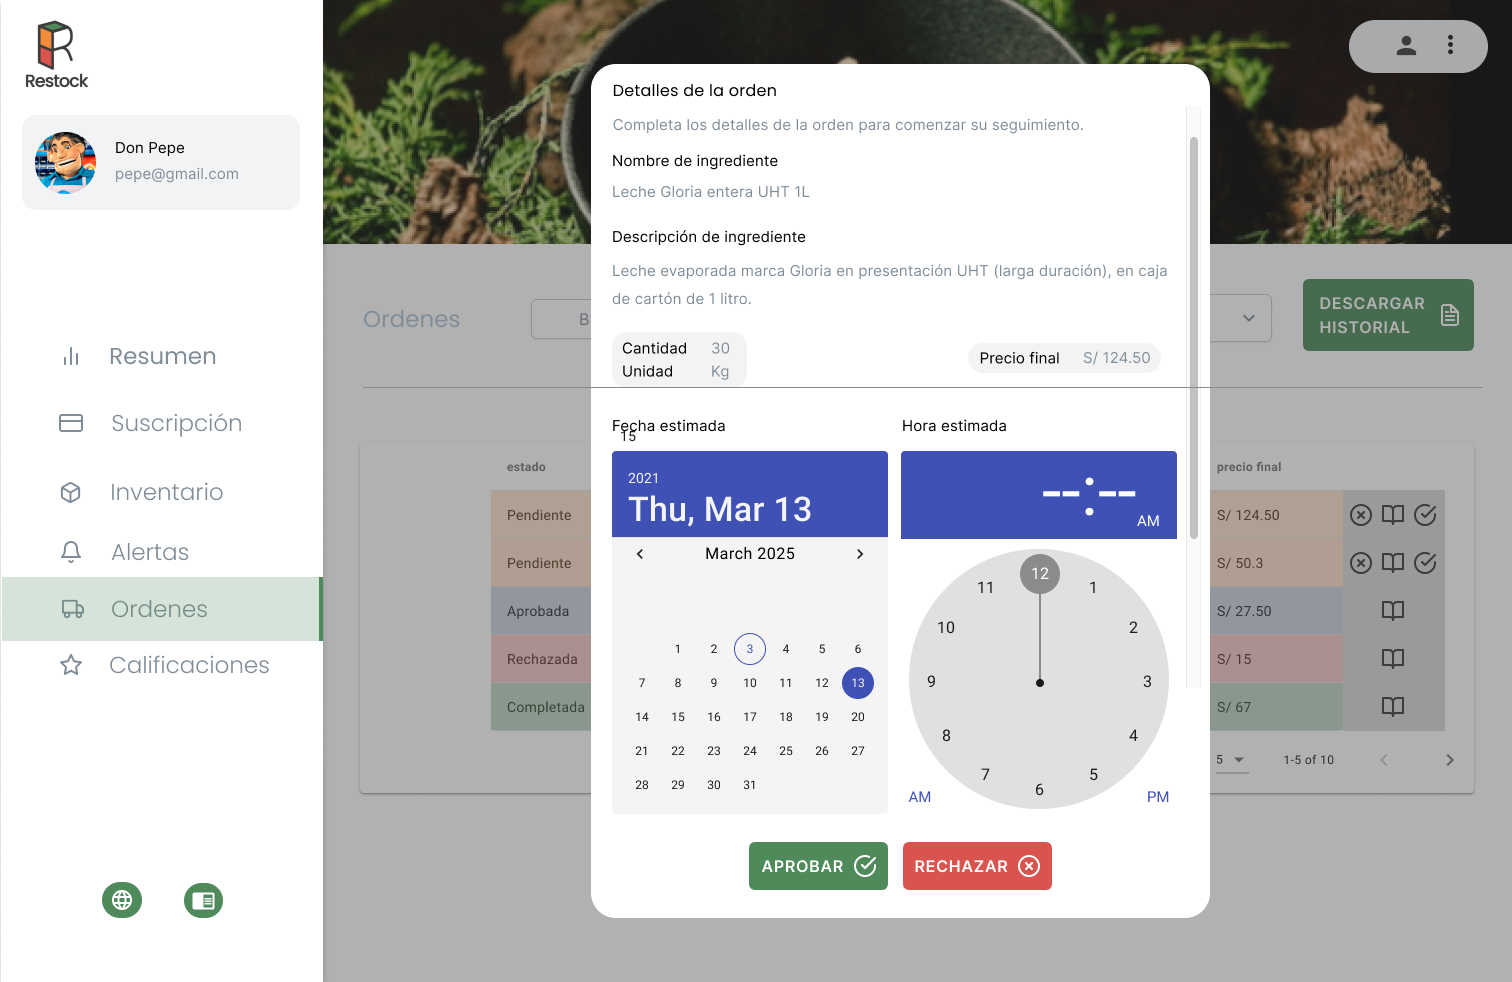 Restock
Don Pepe
pepe@gmail.com
Resumen
Suscripción
Inventario
Alertas
Ordenes
Calificaciones
Ordenes
B
DESCARGAR
HISTORIAL
estado
precio final
Pendiente
S/ 124.50
Pendiente
S/ 50.3
Aprobada
S/ 27.50
Rechazada
S/ 15
Completada
S/ 67
5
1-5 of 10
Detalles de la orden
Completa los detalles de la orden para comenzar su seguimiento.
Nombre de ingrediente
Leche Gloria entera UHT 1L
Descripción de ingrediente
Leche evaporada marca Gloria en presentación UHT (larga duración), en caja
de cartón de 1 litro.
Cantidad 30
Unidad Kg
Precio final S/ 124.50
Fecha estimada
15
2021
Thu, Mar 13
March 2025
1 2 3 4 5 6
7 8 9 10 11 12 13
14 15 16 17 18 19 20
21 22 23 24 25 26 27
28 29 30 31
Hora estimada
--:--
AM
12
11 1
10 2
9 3
8 4
7 5
6
AM PM
APROBAR
RECHAZAR